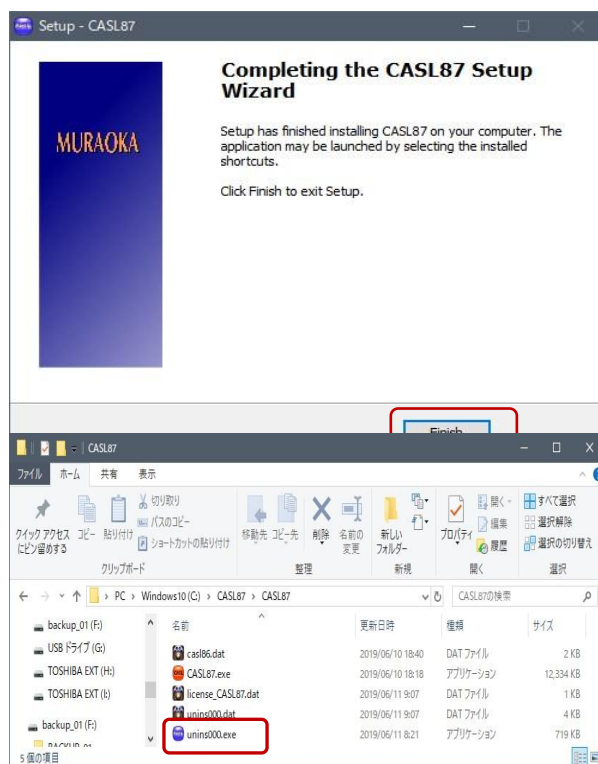 Setup - CASL87
Completing the CASL87 Setup
Wizard
MURAOKA
Setup has finished installing CASL87 on your computer. The
application may be launched by selecting the installed
shortcuts.
Click Finish to exit Setup.
Finish
CASL87
ファイル ホーム 共有 表示
クイック アクセス
にピン留めする
コピー 貼り付け
切り取り
パスのコピー
ショートカットの貼り付け
移動先 コピー先 削除 名前の
変更
新しい
フォルダー
プロパティ
開く
編集
履歴
すべて選択
選択解除
選択の切り替え
クリップボード 整理 新規 開く 選択
PC › Windows10 (C:) › CASL87 › CASL87
CASL87の検索
名前 更新日時 種類 サイズ
backup_01 (F:)
USB ドライブ (G:)
TOSHIBA EXT (H:)
TOSHIBA EXT (I:)
backup_01 (F:)
BACKUP_01
casl86.dat 2019/06/10 18:40 DAT ファイル 2 KB
CASL87.exe 2019/06/10 18:18 アプリケーション 12,334 KB
license_CASL87.dat 2019/06/11 9:07 DAT ファイル 1 KB
unins000.dat 2019/06/11 9:07 DAT ファイル 4 KB
unins000.exe 2019/06/11 8:21 アプリケーション 719 KB
5 個の項目